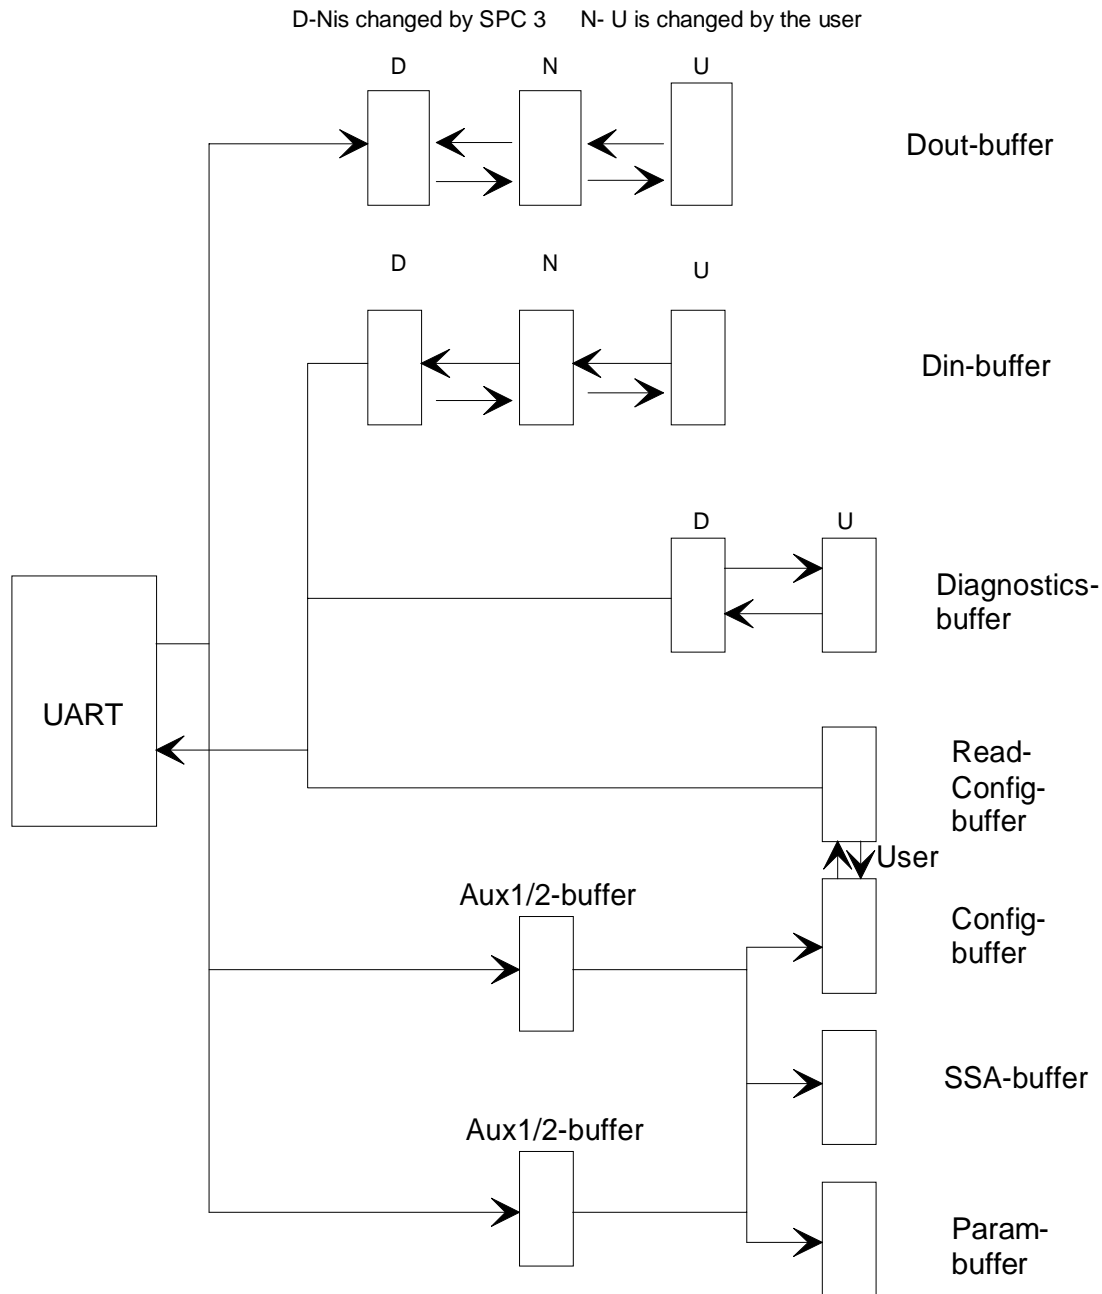 D-Nis changed by SPC 3 N- U is changed by the user
D N U
Dout-buffer
D N U
Din-buffer
D U
Diagnostics-
buffer
UART
Read-
Config-
buffer
User
Aux1/2-buffer
Config-
buffer
SSA-buffer
Aux1/2-buffer
Param-
buffer